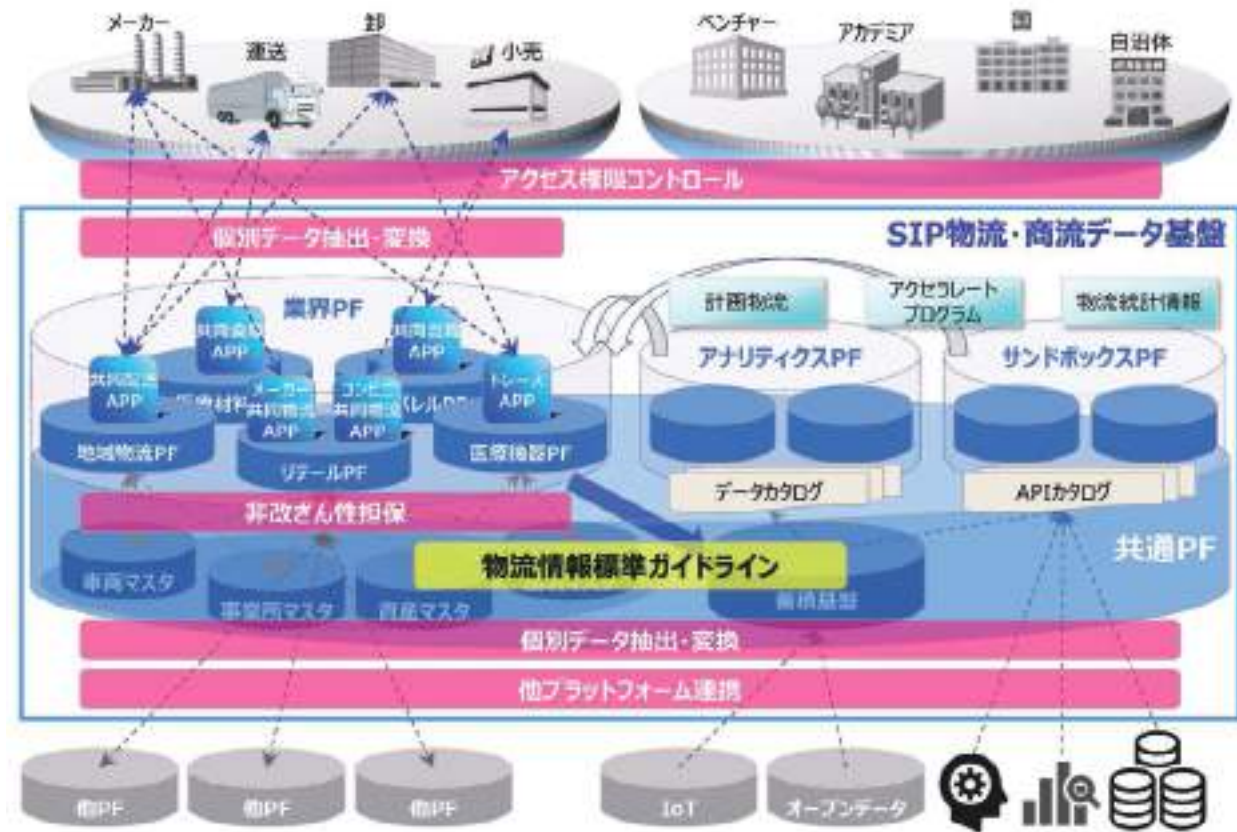 メーカー
運送
卸
小売
ベンチャー
アカデミア
国
自治体
アクセス権限コントロール
個別データ抽出・変換
SIP物流・商流データ基盤
業界PF
計画物流
アクセラレート
プログラム
物流統計情報
アナリティクスPF
サンドボックスPF
APP
APP
共同配送
APP
メーカー
共同物流
APP
コンビニ
共同物流
APP
トレース
APP
地域物流PF
リテールPF
医療機器PF
データカタログ
APIカタログ
非改ざん性担保
物流情報標準ガイドライン
共通PF
車両マスタ
事業所マスタ
資産マスタ
蓄積基盤
個別データ抽出・変換
他プラットフォーム連携
他PF
他PF
他PF
IoT
オープンデータ